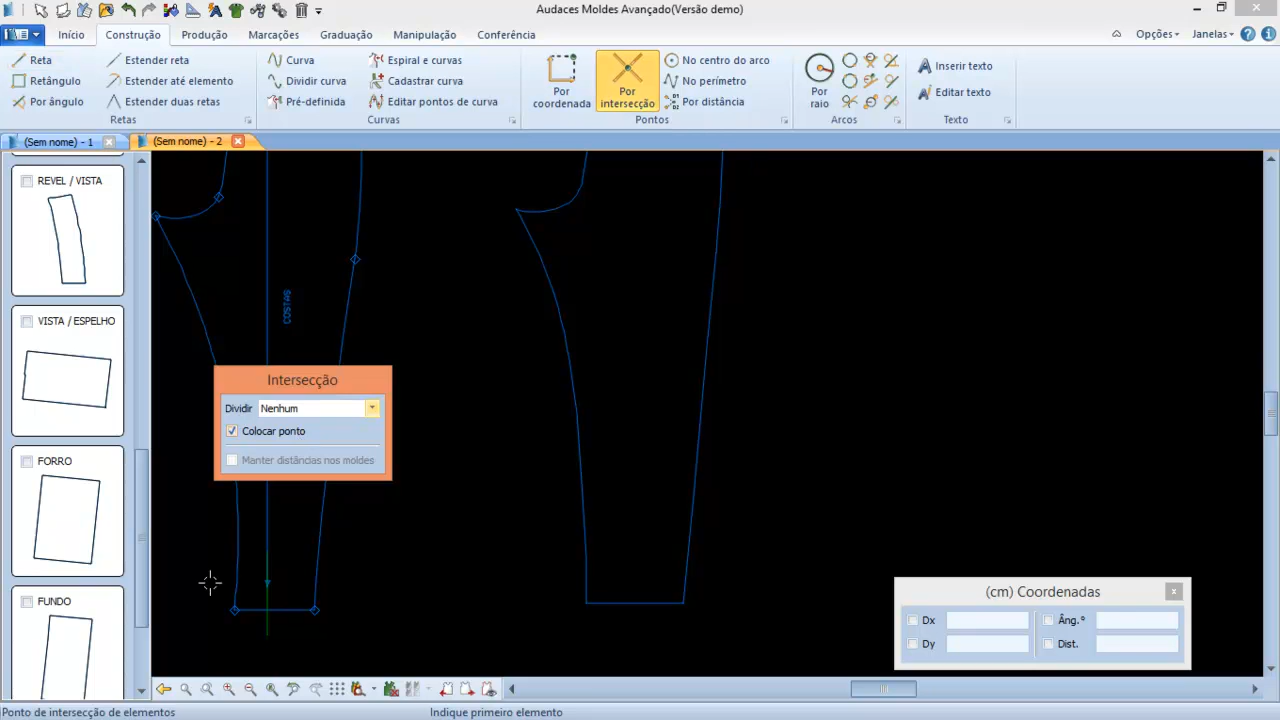 Audaces Moldes Avançado(Versão demo)
Início
Construção
Produção
Marcações
Graduação
Manipulação
Conferência
Opções
Janelas
Reta
Retângulo
Por ângulo
Estender reta
Estender até elemento
Estender duas retas
Retas
Curva
Dividir curva
Pré-definida
Espiral e curvas
Cadastrar curva
Editar pontos de curva
Curvas
Por coordenada
Por intersecção
No centro do arco
No perímetro
Por distância
Pontos
Por raio
Arcos
Inserir texto
Editar texto
Texto
(Sem nome) - 1
(Sem nome) - 2
REVEL / VISTA
VISTA / ESPELHO
FORRO
FUNDO
COSTAS
Intersecção
Dividir Nenhum
Colocar ponto
Manter distâncias nos moldes
(cm) Coordenadas
Dx
Âng.°
Dy
Dist.
Ponto de intersecção de elementos
Indique primeiro elemento